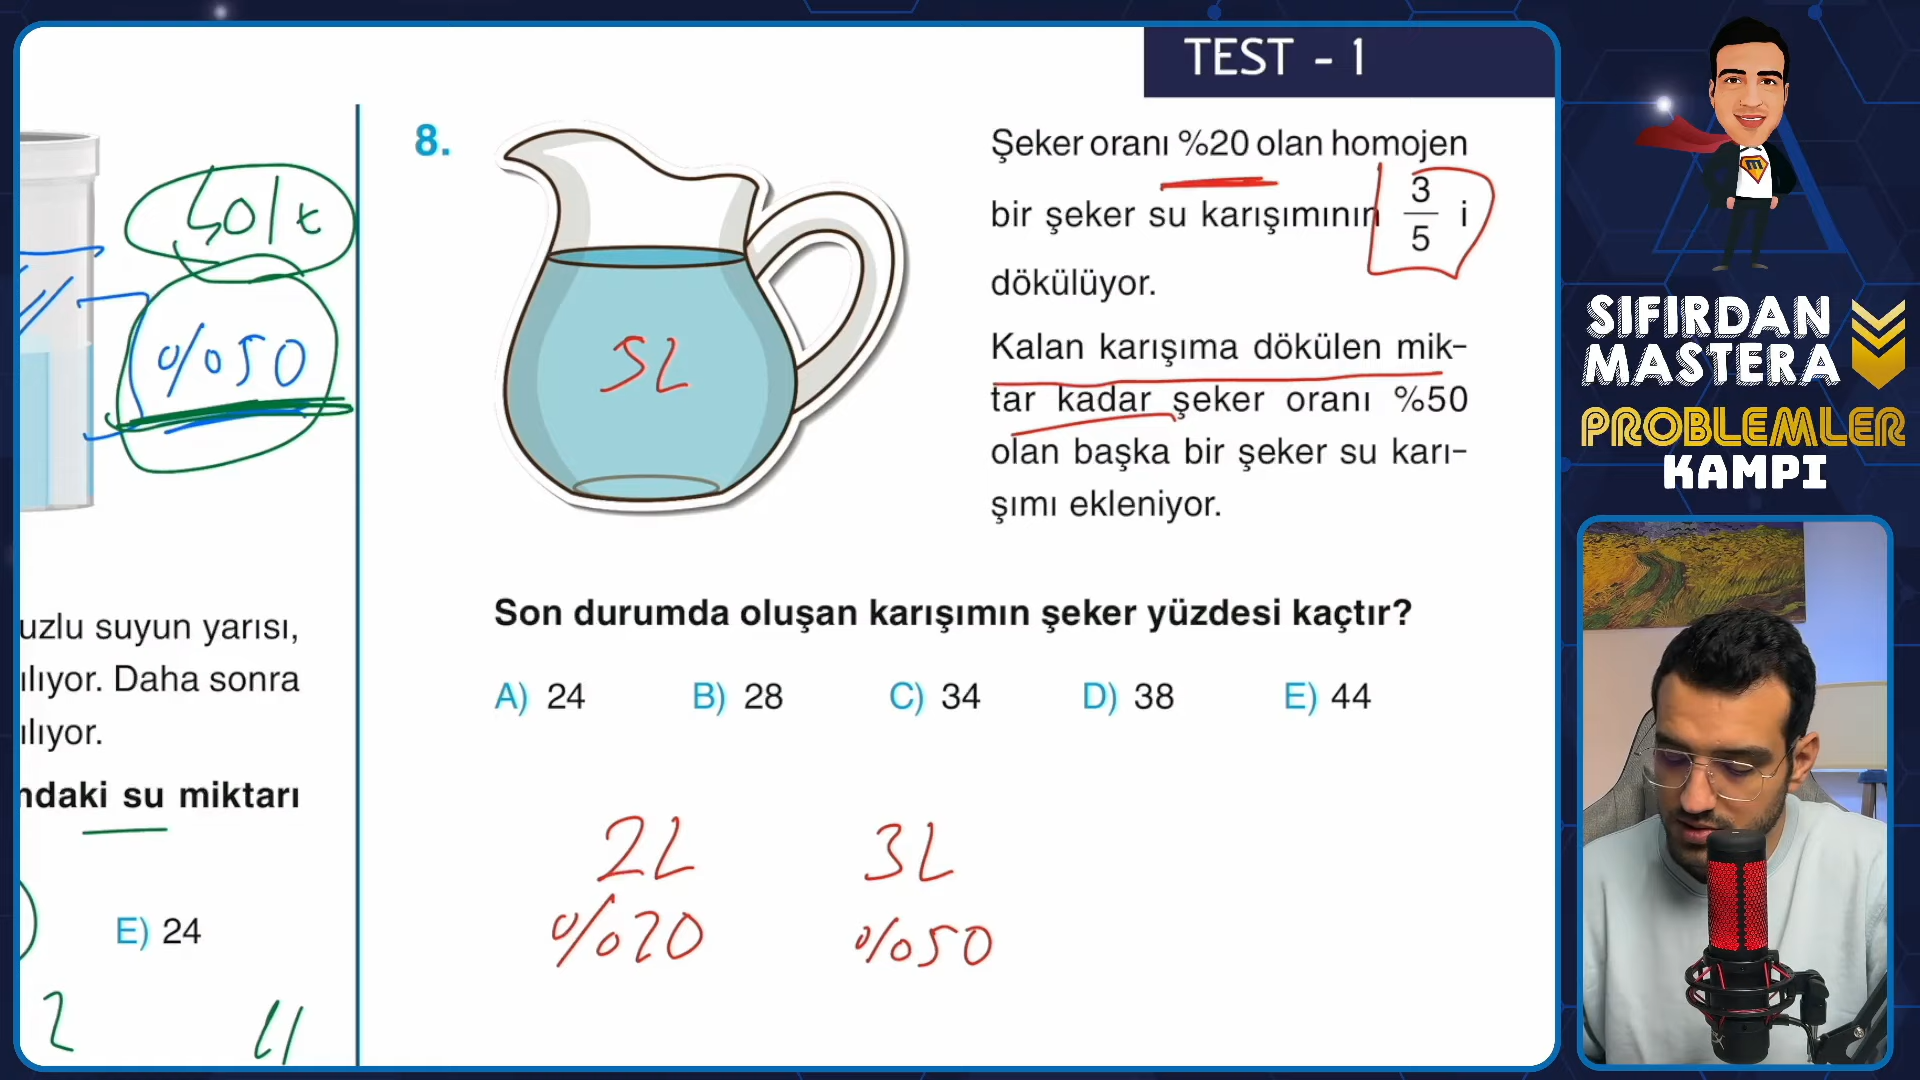 TEST - 1
40lt
%50
uzlu suyun yarısı,
ılıyor. Daha sonra
ılıyor.
ndaki su miktarı
E) 24
2
8.
5L
Şeker oranı %20 olan homojen
bir şeker su karışımının 3/5 i
dökülüyor.
Kalan karışıma dökülen mik-
tar kadar şeker oranı %50
olan başka bir şeker su karı-
şımı ekleniyor.
Son durumda oluşan karışımın şeker yüzdesi kaçtır?
A) 24 B) 28 C) 34 D) 38 E) 44
2L 3L
%20 %50
SIFIRDAN
MASTERA
PROBLEMLER
KAMPI